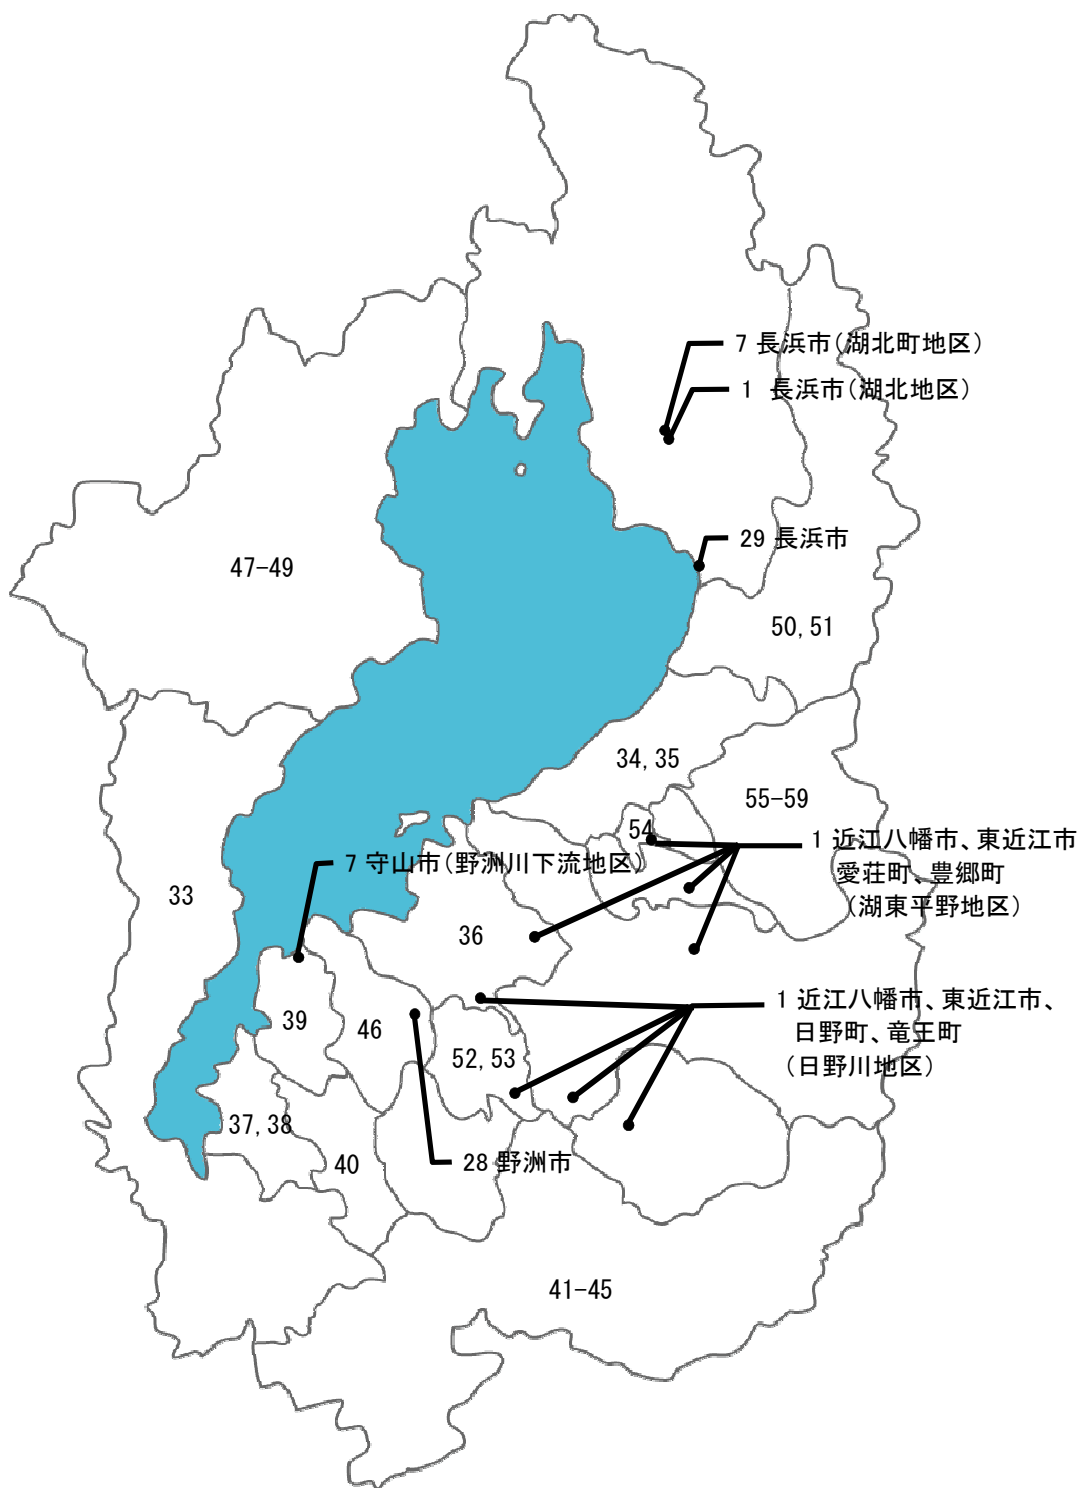 7 長浜市(湖北町地区)
1 長浜市(湖北地区)
29 長浜市
47-49
50,51
34,35
55-59
54
1 近江八幡市、東近江市
愛荘町、豊郷町
(湖東平野地区)
7 守山市(野洲川下流地区)
33
36
1 近江八幡市、東近江市、
日野町、竜王町
(日野川地区)
39
46
52,53
37,38
40
28 野洲市
41-45